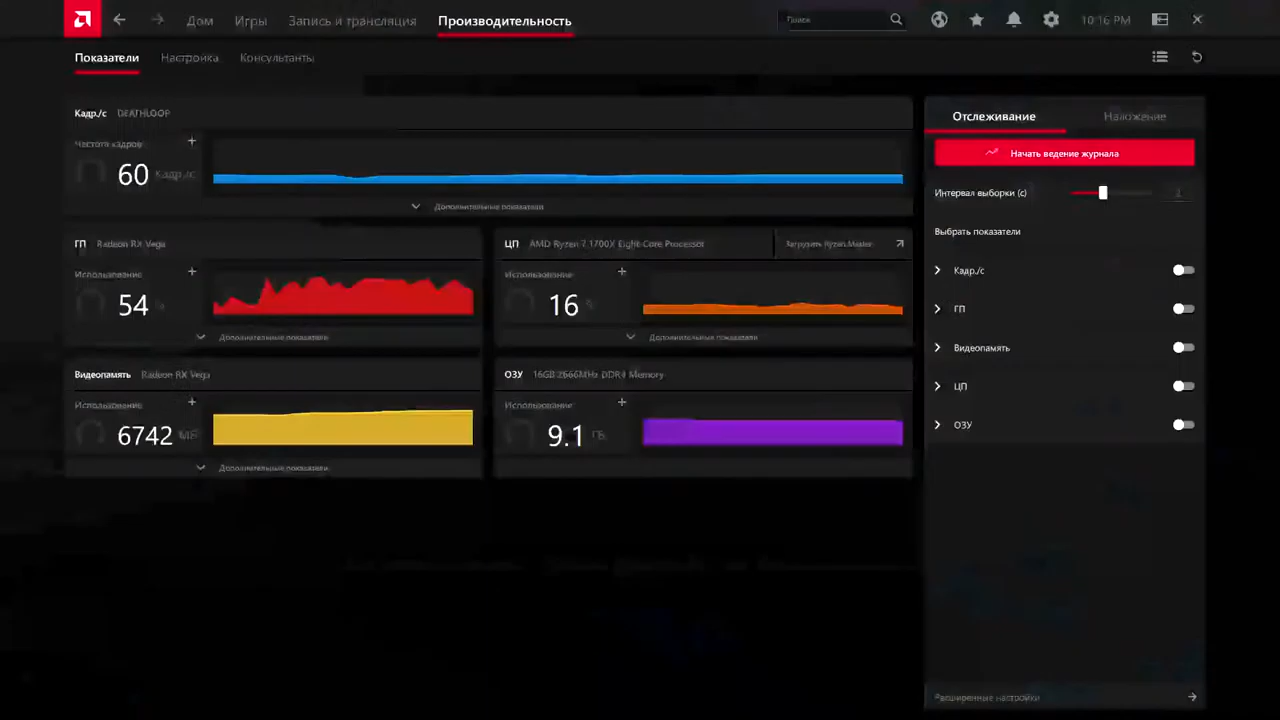 Дом Игры Запись и трансляция Производительность Поиск 10:16 PM
Показатели Настройка Консультанты
Кадр./с DEATHLOOP
Частота кадров
60 Кадр./с
Дополнительные показатели
ГП Radeon RX Vega
Использование
54 %
Дополнительные показатели
ЦП AMD Ryzen 7 1700X Eight-Core Processor Загрузить Ryzen Master
Использование
16 %
Дополнительные показатели
Видеопамять Radeon RX Vega
Использование
6742 МБ
Дополнительные показатели
ОЗУ 16GB 2666MHz DDR4 Memory
Использование
9.1 ГБ
Отслеживание Наложение
Начать ведение журнала
Интервал выборки (с) 2
Выбрать показатели
Кадр./с
ГП
Видеопамять
ЦП
ОЗУ
Расширенные настройки